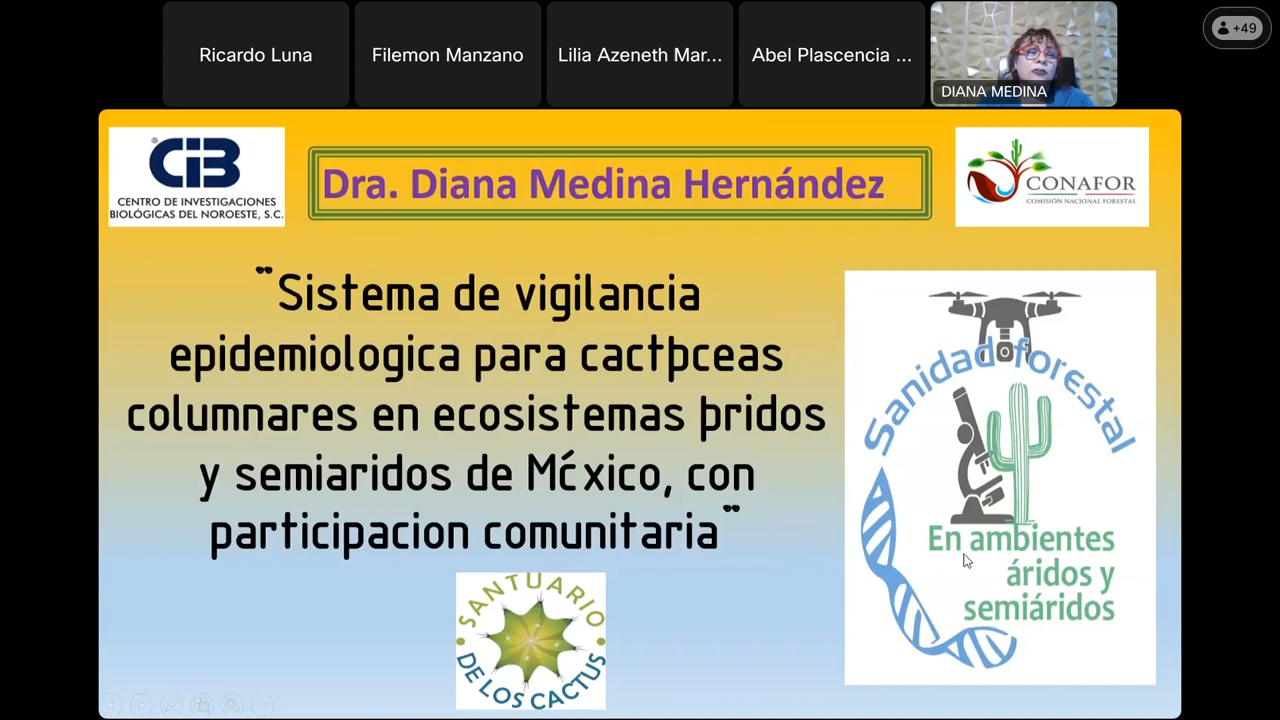 Ricardo Luna
Filemon Manzano
Lilia Azeneth Mar...
Abel Plascencia ...
DIANA MEDINA
+49
CiB
®
CENTRO DE INVESTIGACIONES
BIOLÓGICAS DEL NOROESTE, S.C.
Dra. Diana Medina Hernández
CONAFOR
COMISIÓN NACIONAL FORESTAL
¨Sistema de vigilancia
epidemiologica para cactþceas
columnares en ecosistemas þridos
y semiaridos de Mćxico, con
participacion comunitaria¨
Sanidad forestal
En ambientes
áridos y
semiáridos
SANTUARIO
DE LOS CACTUS